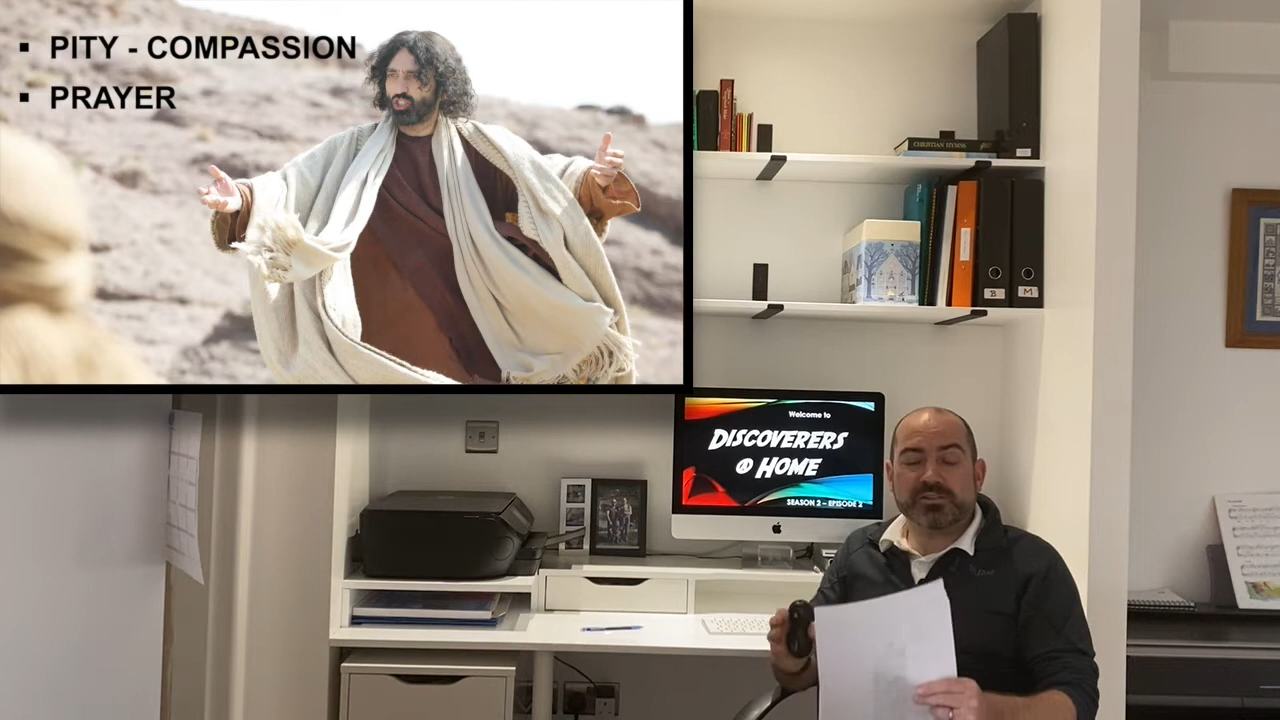 ▪ PITY - COMPASSION
▪ PRAYER
CHRISTIAN HYMNS
B
M
Welcome to
DISCOVERERS
@ HOME
SEASON 2 – EPISODE 2